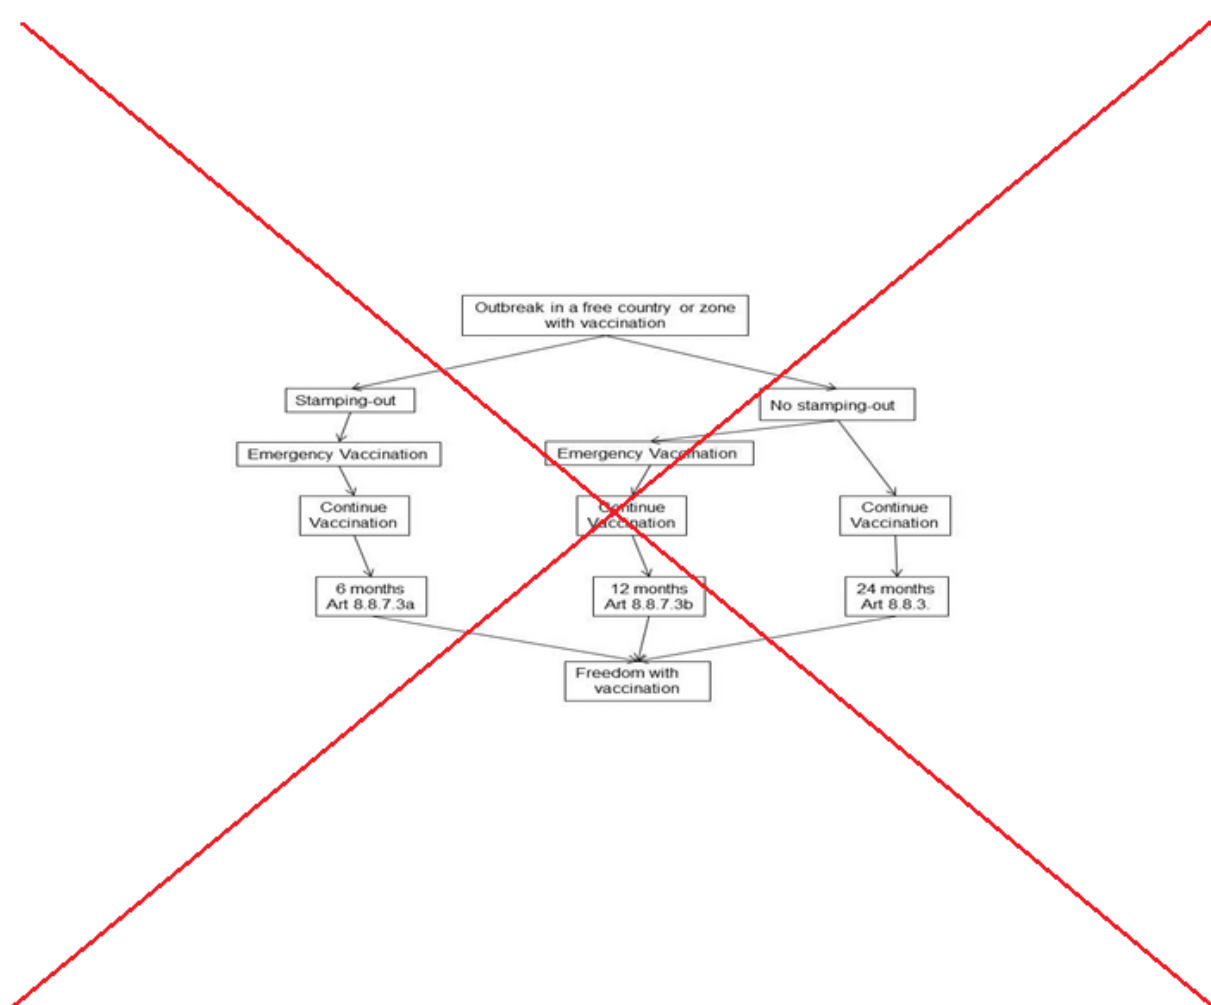 Outbreak in a free country or zone
with vaccination
Stamping-out
No stamping-out
Emergency Vaccination
Emergency Vaccination
Continue
Vaccination
Continue
Vaccination
Continue
Vaccination
6 months
Art 8.8.7.3a
12 months
Art 8.8.7.3b
24 months
Art 8.8.3.
Freedom with
vaccination